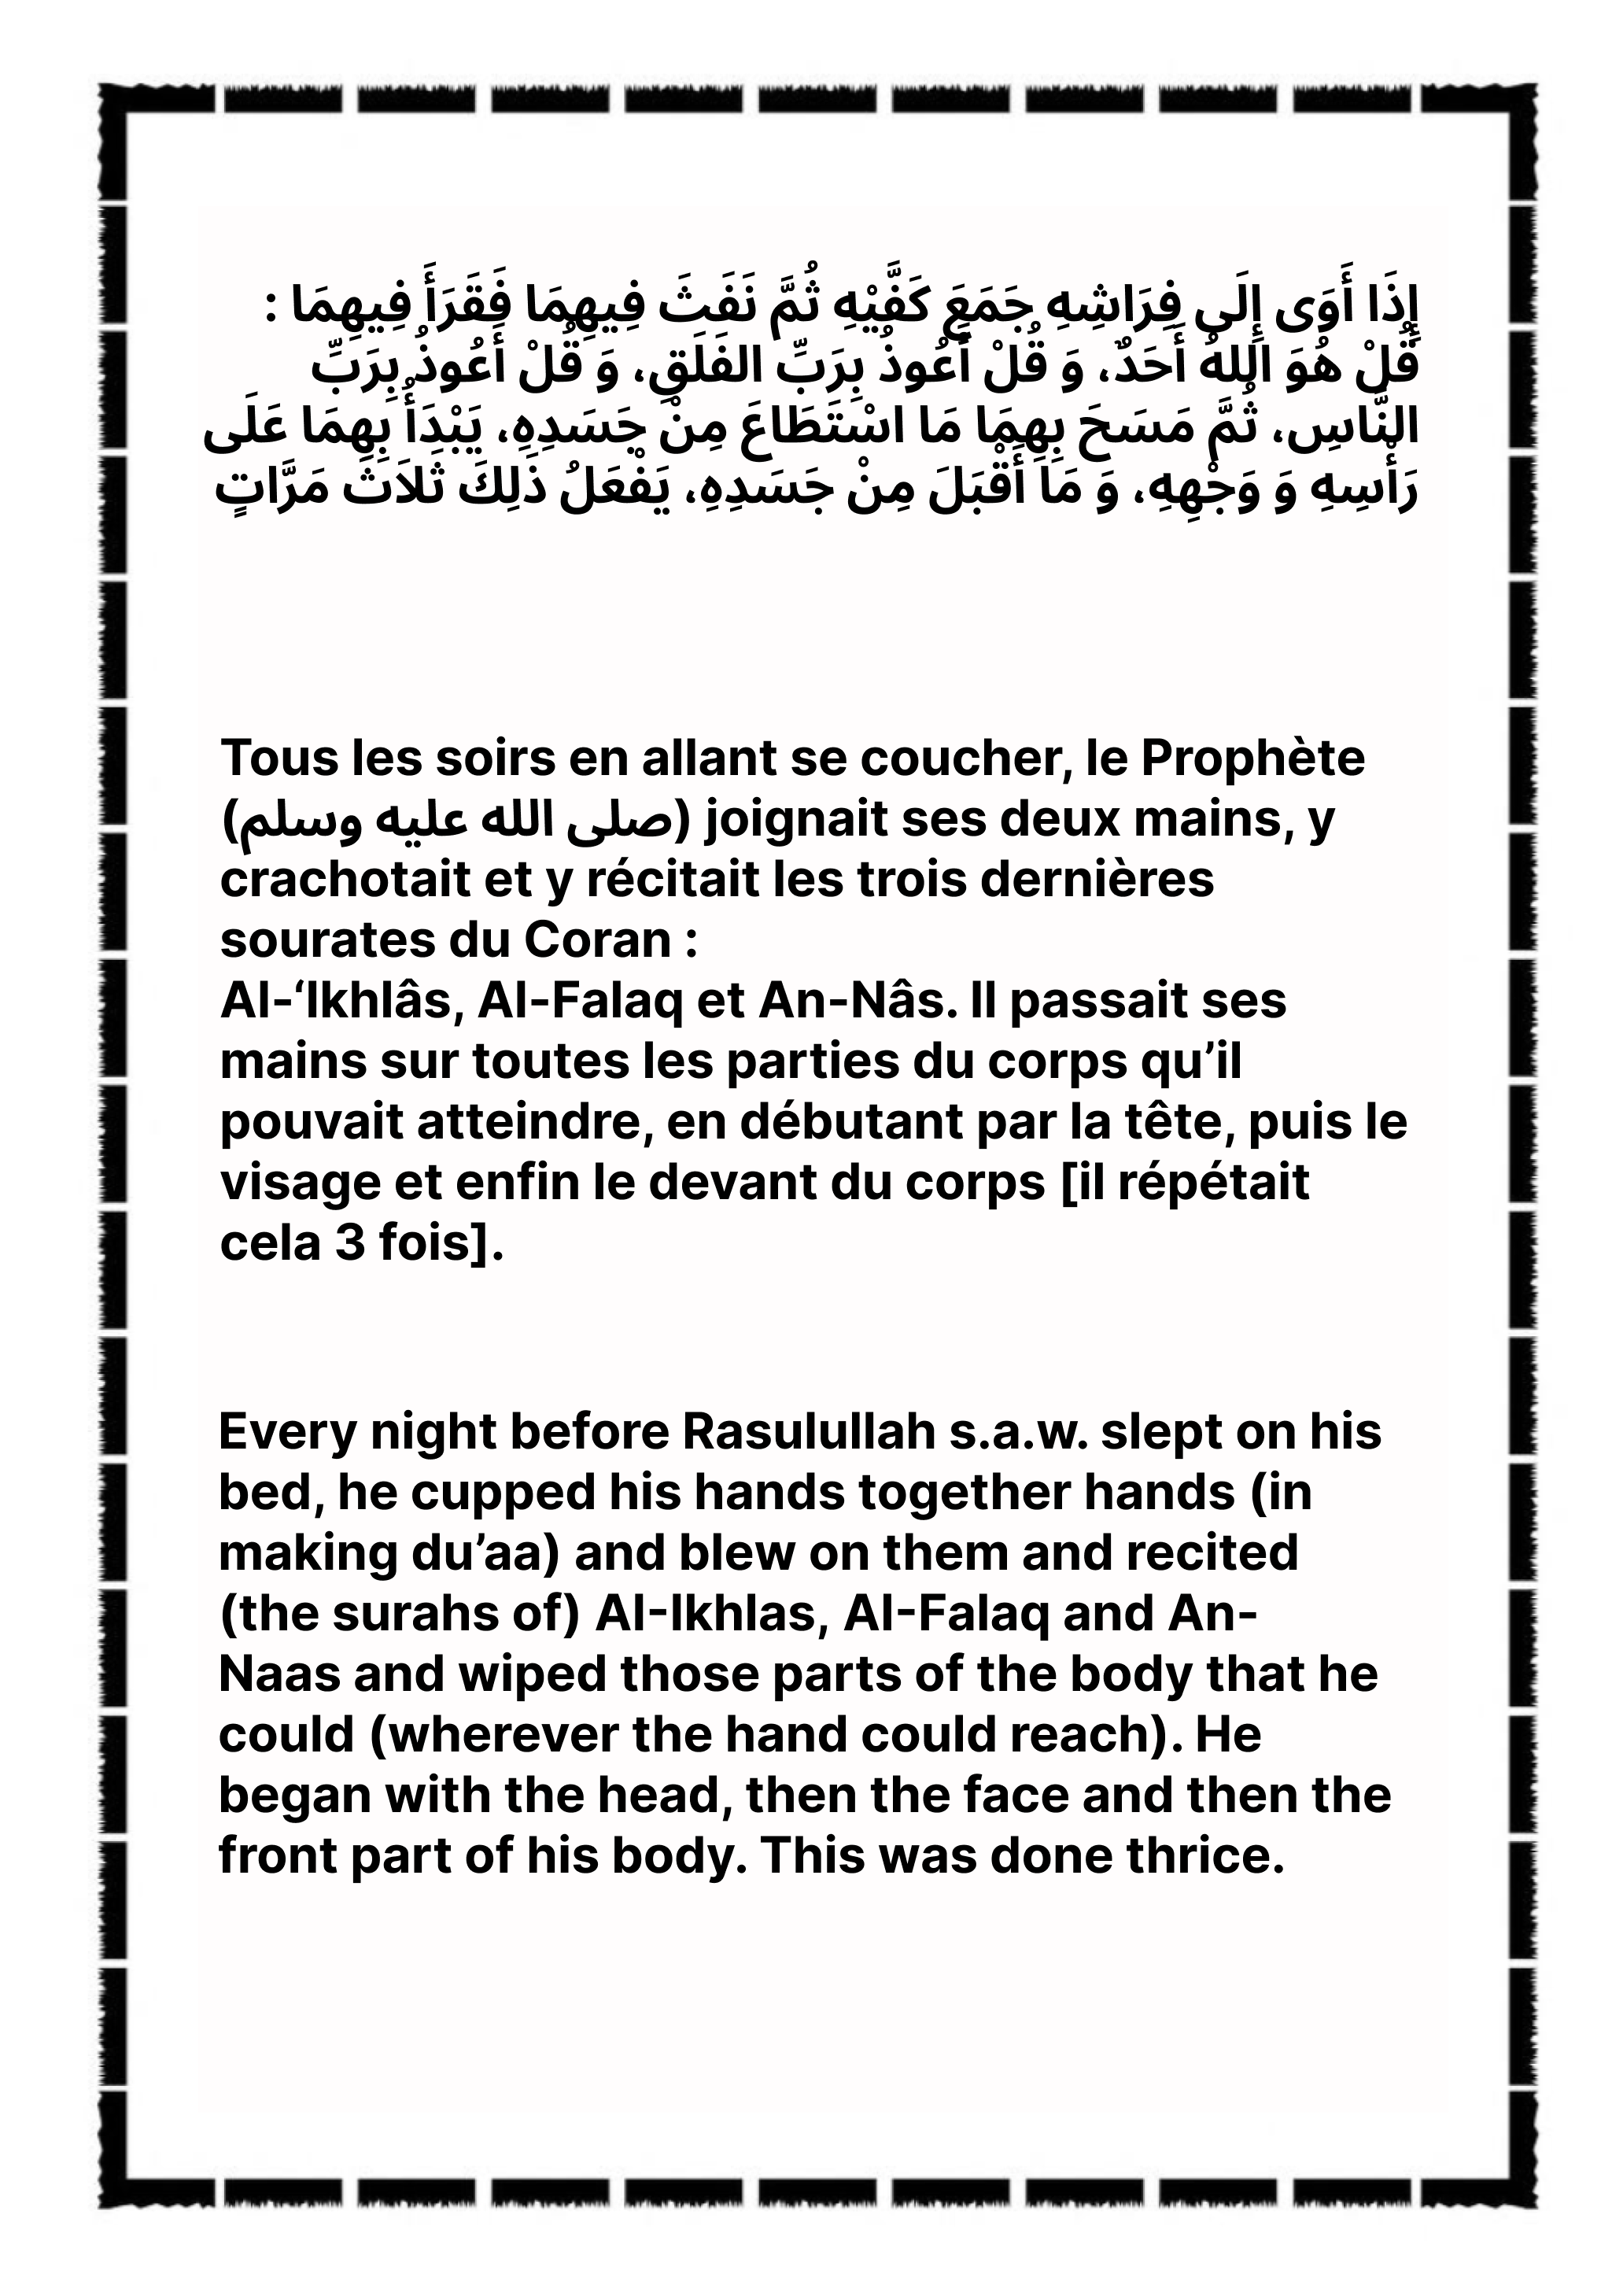 إِذَا أَوَى إِلَى فِرَاشِهِ جَمَعَ كَفَّيْهِ ثُمَّ نَفَثَ فِيهِمَا فَقَرَأَ فِيهِمَا :
قُلْ هُوَ اللهُ أَحَدٌ، وَ قُلْ أَعُوذُ بِرَبِّ الفَلَقِ، وَ قُلْ أَعُوذُ بِرَبِّ
النَّاسِ، ثُمَّ مَسَحَ بِهِمَا مَا اسْتَطَاعَ مِنْ جَسَدِهِ، يَبْدَأُ بِهِمَا عَلَى
رَأْسِهِ وَ وَجْهِهِ، وَ مَا أَقْبَلَ مِنْ جَسَدِهِ، يَفْعَلُ ذَلِكَ ثَلاَثَ مَرَّاتٍ
Tous les soirs en allant se coucher, le Prophète
(صلى الله عليه وسلم) joignait ses deux mains, y
crachotait et y récitait les trois dernières
sourates du Coran :
Al-‘Ikhlâs, Al-Falaq et An-Nâs. Il passait ses
mains sur toutes les parties du corps qu’il
pouvait atteindre, en débutant par la tête, puis le
visage et enfin le devant du corps [il répétait
cela 3 fois].
Every night before Rasulullah s.a.w. slept on his
bed, he cupped his hands together hands (in
making du’aa) and blew on them and recited
(the surahs of) Al-Ikhlas, Al-Falaq and An-
Naas and wiped those parts of the body that he
could (wherever the hand could reach). He
began with the head, then the face and then the
front part of his body. This was done thrice.